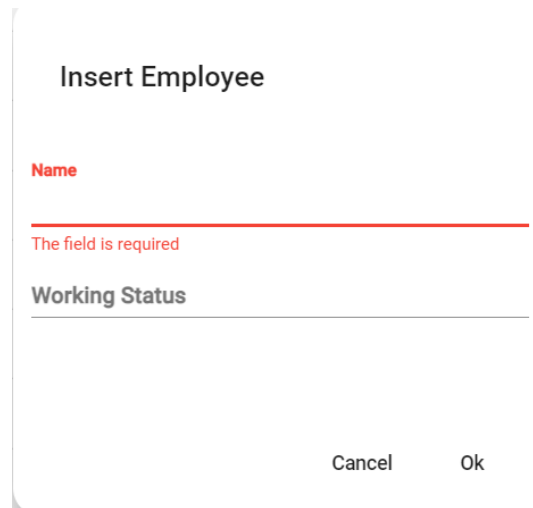 Insert Employee
Name
The field is required
Working Status
Cancel Ok